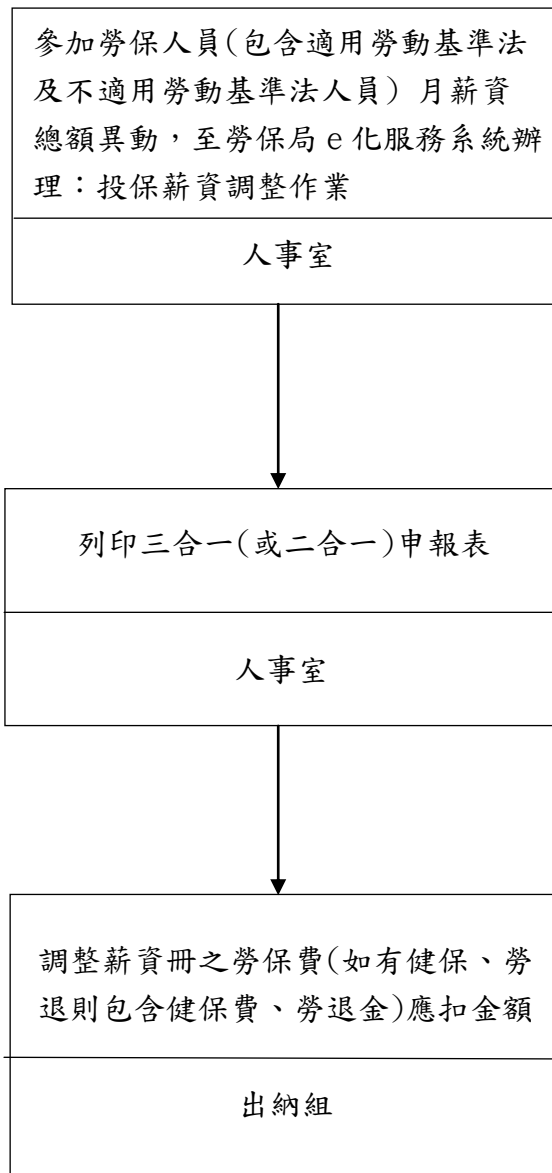 參加勞保人員(包含適用勞動基準法
及不適用勞動基準法人員) 月薪資
總額異動,至勞保局 e 化服務系統辦
理:投保薪資調整作業
人事室
列印三合一(或二合一)申報表
人事室
調整薪資冊之勞保費(如有健保、勞
退則包含健保費、勞退金)應扣金額
出納組